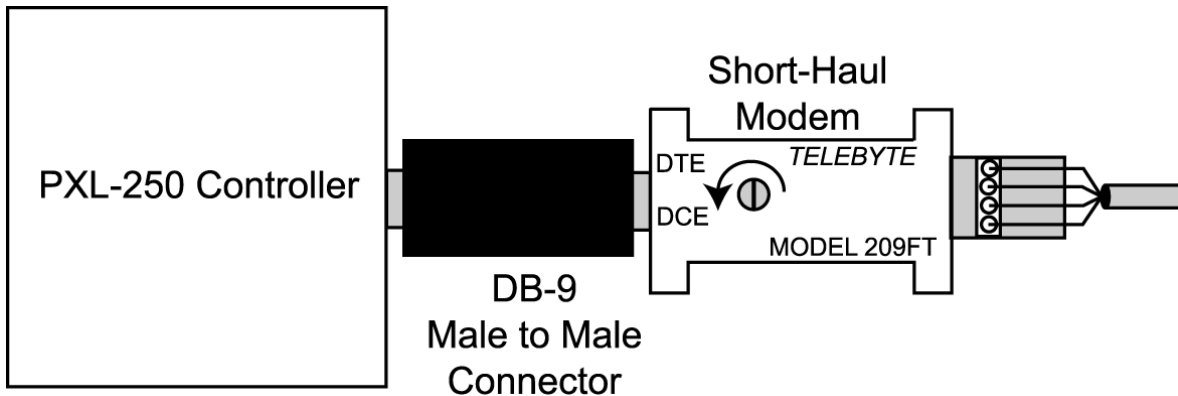 Short-Haul
Modem
DTE
TELEBYTE
PXL-250 Controller
DCE
MODEL 209FT
DB-9
Male to Male
Connector